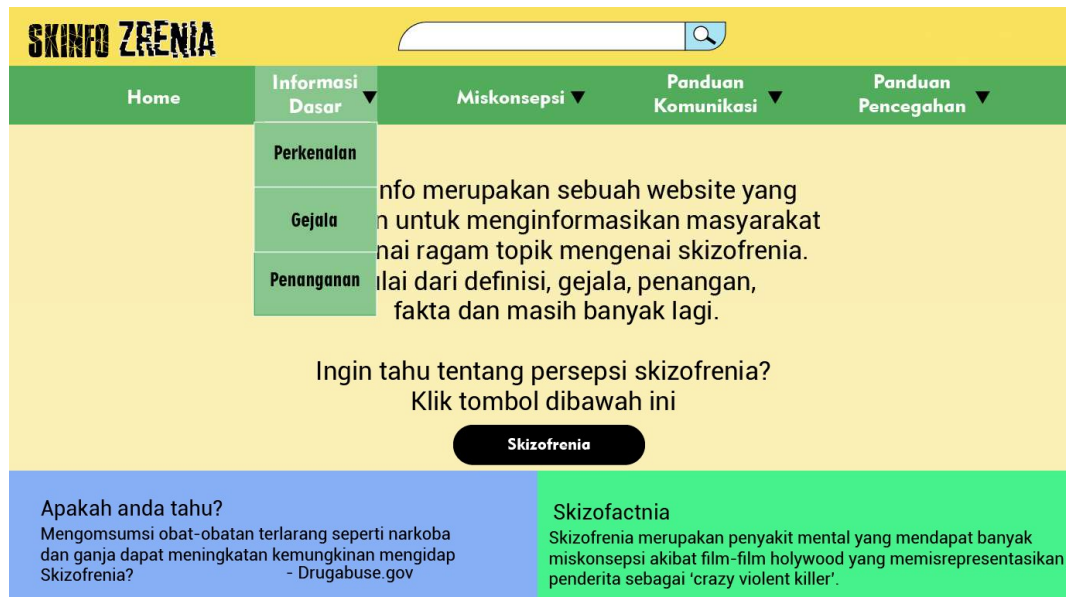 SKINFO ZRENIA
Home
Informasi
Dasar
Miskonsepsi
Panduan
Komunikasi
Panduan
Pencegahan
Perkenalan
Gejala
Penanganan
nfo merupakan sebuah website yang
n untuk menginformasikan masyarakat
nai ragam topik mengenai skizofrenia.
lai dari definisi, gejala, penangan,
fakta dan masih banyak lagi.
Ingin tahu tentang persepsi skizofrenia?
Klik tombol dibawah ini
Skizofrenia
Apakah anda tahu?
Mengomsumsi obat-obatan terlarang seperti narkoba
dan ganja dapat meningkatan kemungkinan mengidap
Skizofrenia? - Drugabuse.gov
Skizofactnia
Skizofrenia merupakan penyakit mental yang mendapat banyak
miskonsepsi akibat film-film holywood yang memisrepresentasikan
penderita sebagai ‘crazy violent killer’.